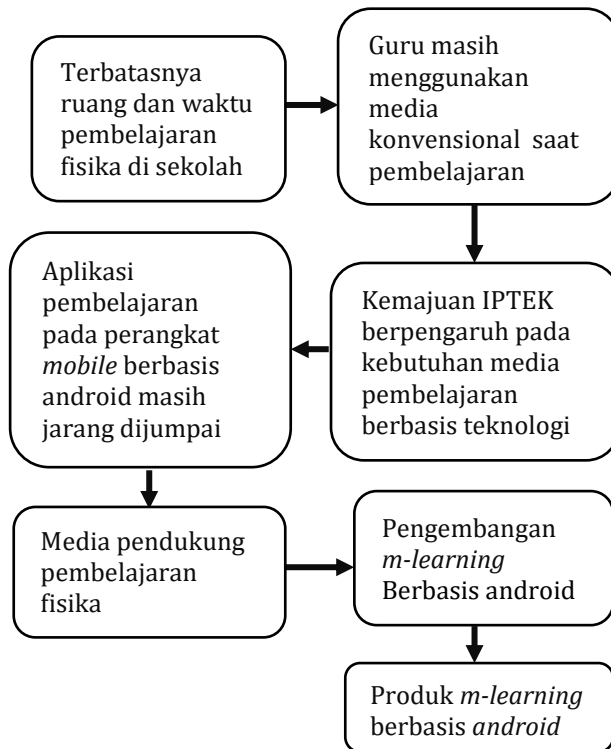 Terbatasnya
ruang dan waktu
pembelajaran
fisika di sekolah
Guru masih
menggunakan
media
konvensional saat
pembelajaran
Kemajuan IPTEK
berpengaruh pada
kebutuhan media
pembelajaran
berbasis teknologi
Aplikasi
pembelajaran
pada perangkat
mobile berbasis
android masih
jarang dijumpai
Media pendukung
pembelajaran
fisika
Pengembangan
m-learning
Berbasis android
Produk m-learning
berbasis android